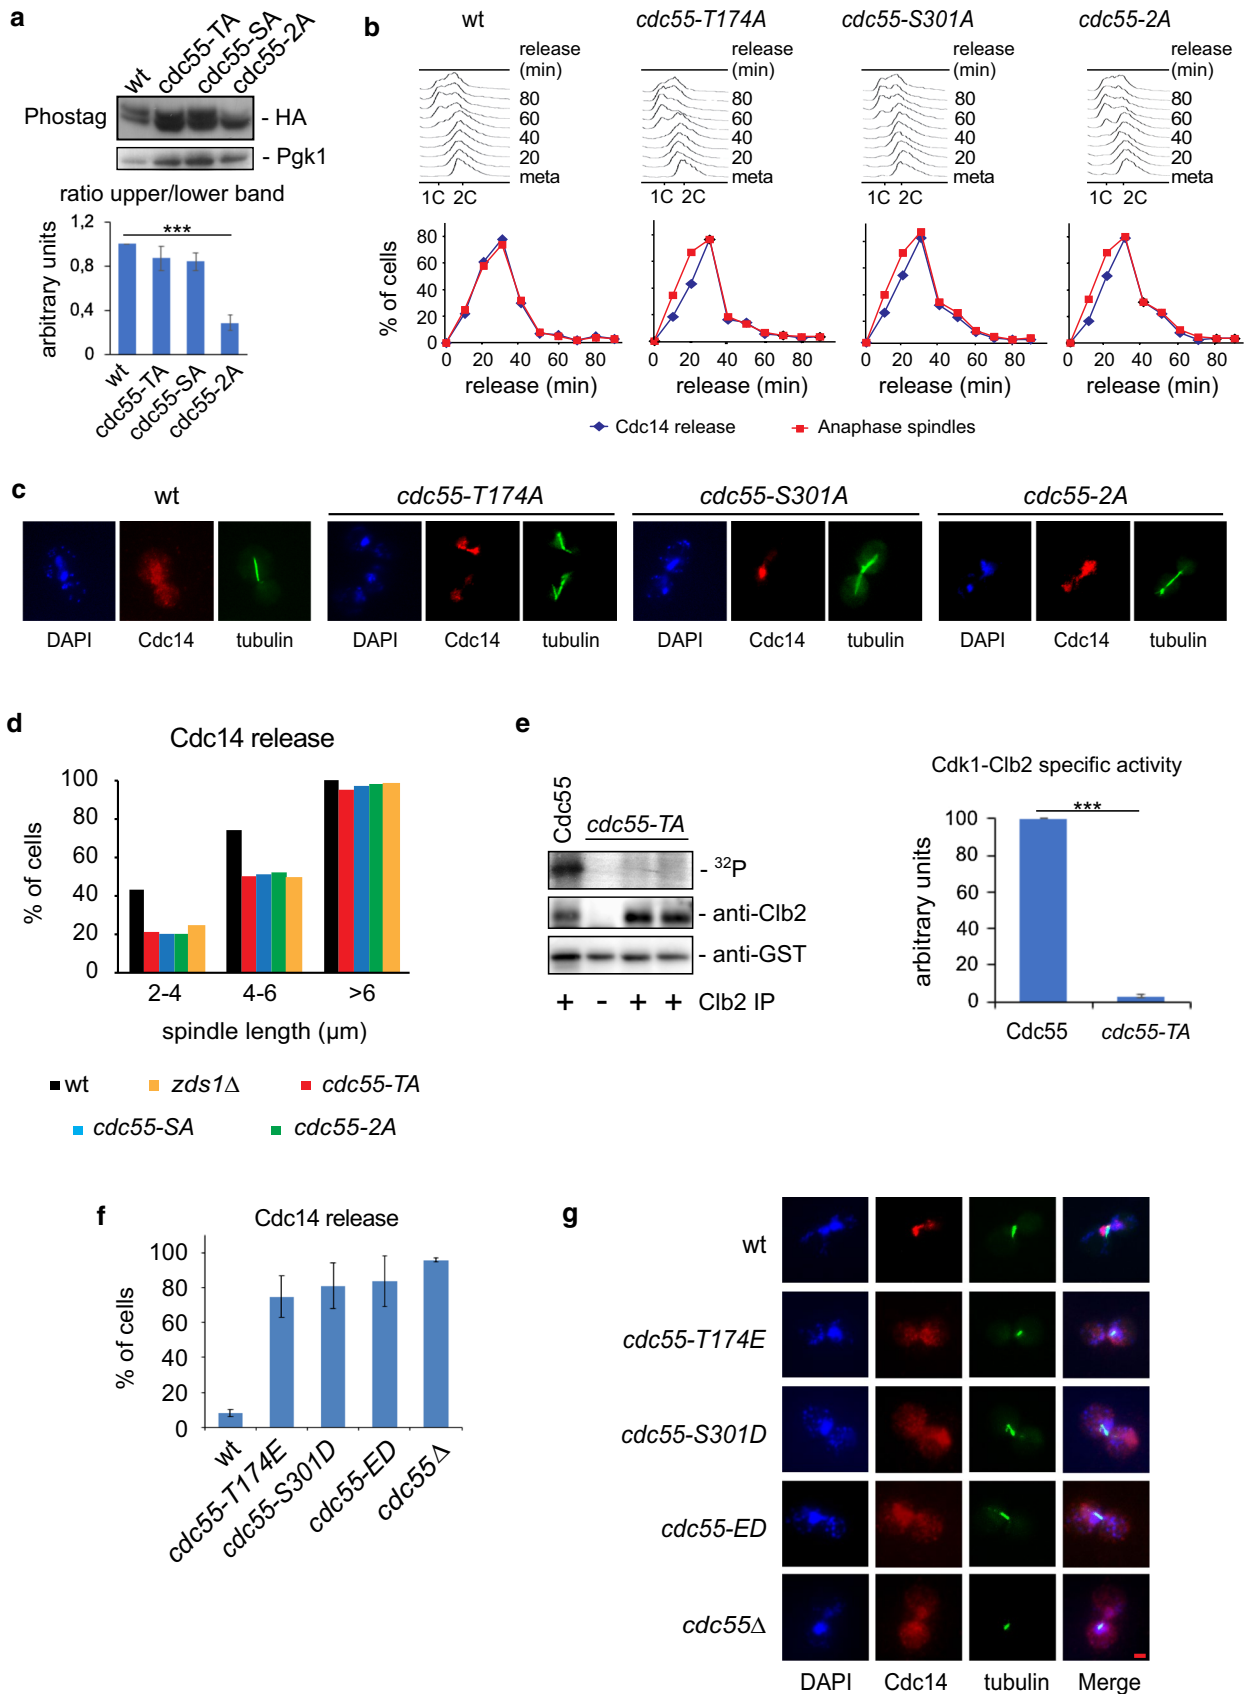 a
wt
cdc55-TA
cdc55-SA
cdc55-2A
Phostag
- HA
- Pgk1
ratio upper/lower band
1,2
***
0,8
0,4
0
arbitrary units
wt
cdc55-TA
cdc55-SA
cdc55-2A
b
wt
cdc55-T174A
cdc55-S301A
cdc55-2A
release
(min)
80
60
40
20
meta
1C 2C
release
(min)
80
60
40
20
meta
1C 2C
release
(min)
80
60
40
20
meta
1C 2C
release
(min)
80
60
40
20
meta
1C 2C
% of cells
80
60
40
20
0
0 20 40 60 80
0 20 40 60 80
0 20 40 60 80
0 20 40 60 80
release (min)
release (min)
release (min)
release (min)
Cdc14 release
Anaphase spindles
c
wt
cdc55-T174A
cdc55-S301A
cdc55-2A
DAPI Cdc14 tubulin
DAPI Cdc14 tubulin
DAPI Cdc14 tubulin
DAPI Cdc14 tubulin
d
Cdc14 release
100
80
60
40
20
0
% of cells
2-4 4-6 >6
spindle length (µm)
wt
zds1Δ
cdc55-TA
cdc55-SA
cdc55-2A
e
Cdc55
cdc55-TA
- ³²P
- anti-Clb2
- anti-GST
+ - + + Clb2 IP
Cdk1-Clb2 specific activity
***
100
80
60
40
20
0
arbitrary units
Cdc55 cdc55-TA
f
Cdc14 release
100
80
60
40
20
0
% of cells
wt
cdc55-T174E
cdc55-S301D
cdc55-ED
cdc55Δ
g
wt
cdc55-T174E
cdc55-S301D
cdc55-ED
cdc55Δ
DAPI Cdc14 tubulin Merge